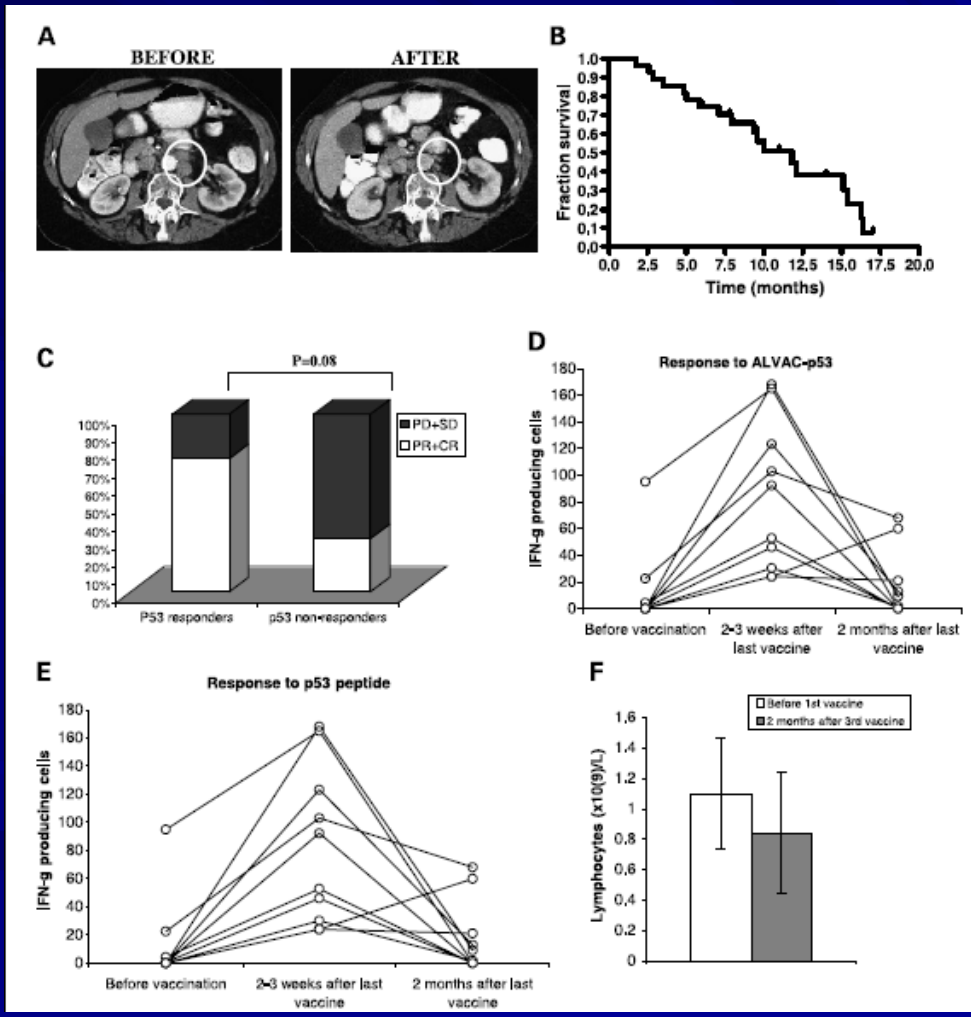 A
BEFORE
AFTER
B
Fraction survival
1,0
0,9
0,8
0,7
0,6
0,5
0,4
0,3
0,2
0,1
0,0
0,0 2,5 5,0 7,5 10,0 12,5 15,0 17,5 20,0
Time (months)
C
P=0.08
PD+SD
PR+CR
100%
90%
80%
70%
60%
50%
40%
30%
20%
10%
0%
P53 responders p53 non-responders
D
Response to ALVAC-p53
IFN-g producing cells
180
160
140
120
100
80
60
40
20
0
Before vaccination 2-3 weeks after 2 months after last
last vaccine vaccine
E
Response to p53 peptide
IFN-g producing cells
180
160
140
120
100
80
60
40
20
0
Before vaccination 2-3 weeks after last 2 months after last
vaccine vaccine
F
Before 1st vaccine
2 months after 3rd vaccine
Lymphocytes (x10(9)/L)
1,6
1,4
1,2
1
0,8
0,6
0,4
0,2
0